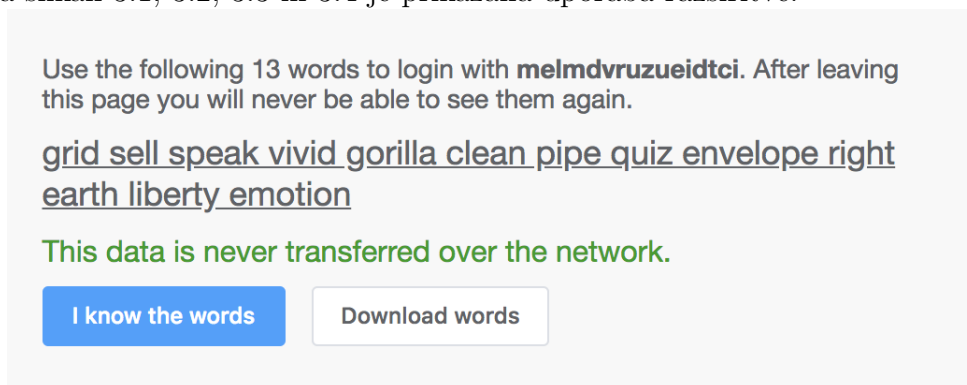 Use the following 13 words to login with melmdvruzueidtci. After leaving
this page you will never be able to see them again.
grid sell speak vivid gorilla clean pipe quiz envelope right
earth liberty emotion
This data is never transferred over the network.
I know the words
Download words